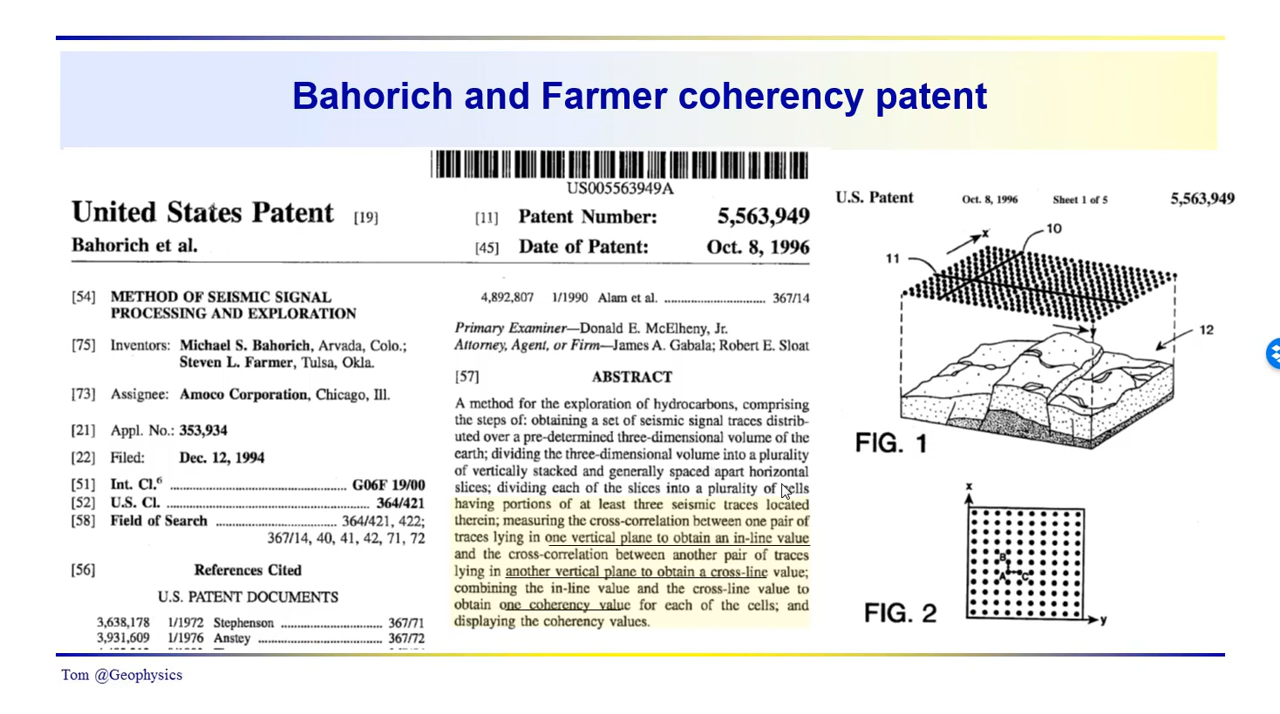 Bahorich and Farmer coherency patent
US005563949A
United States Patent [19]
Bahorich et al.
[11] Patent Number: 5,563,949
[45] Date of Patent: Oct. 8, 1996
[54] METHOD OF SEISMIC SIGNAL
PROCESSING AND EXPLORATION
[75] Inventors: Michael S. Bahorich, Arvada, Colo.;
Steven L. Farmer, Tulsa, Okla.
[73] Assignee: Amoco Corporation, Chicago, Ill.
[21] Appl. No.: 353,934
[22] Filed: Dec. 12, 1994
[51] Int. Cl.6 ........................................ G06F 19/00
[52] U.S. Cl. ........................................ 364/421
[58] Field of Search ........................ 364/421, 422;
367/14, 40, 41, 42, 71, 72
[56] References Cited
U.S. PATENT DOCUMENTS
3,638,178 1/1972 Stephenson ........................ 367/71
3,931,609 1/1976 Anstey ............................ 367/72
4,892,807 1/1990 Alam et al. ........................ 367/14
Primary Examiner—Donald E. McElheny, Jr.
Attorney, Agent, or Firm—James A. Gabala; Robert E. Sloat
[57] ABSTRACT
A method for the exploration of hydrocarbons, comprising
the steps of: obtaining a set of seismic signal traces distrib-
uted over a pre-determined three-dimensional volume of the
earth; dividing the three-dimensional volume into a plurality
of vertically stacked and generally spaced apart horizontal
slices; dividing each of the slices into a plurality of cells
having portions of at least three seismic traces located
therein; measuring the cross-correlation between one pair of
traces lying in one vertical plane to obtain an in-line value
and the cross-correlation between another pair of traces
lying in another vertical plane to obtain a cross-line value;
combining the in-line value and the cross-line value to
obtain one coherency value for each of the cells; and
displaying the coherency values.
U.S. Patent Oct. 8, 1996 Sheet 1 of 5 5,563,949
x
10
11
12
FIG. 1
x
B
A C
y
FIG. 2
Tom @Geophysics